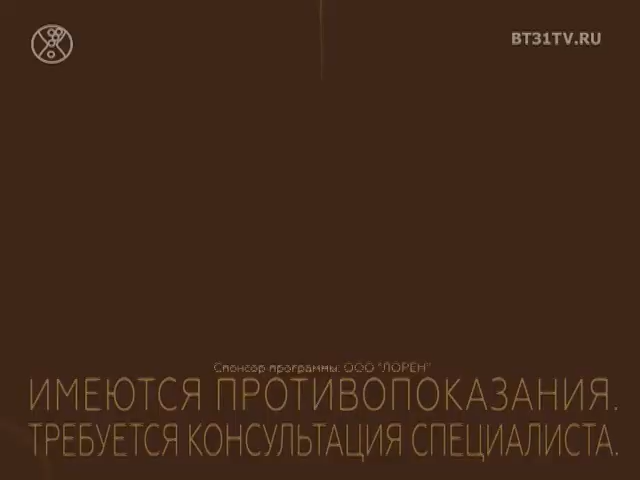 BT31TV.RU
Спонсор программы: ООО "ЛОРЕН"
ИМЕЮТСЯ ПРОТИВОПОКАЗАНИЯ.
ТРЕБУЕТСЯ КОНСУЛЬТАЦИЯ СПЕЦИАЛИСТА.